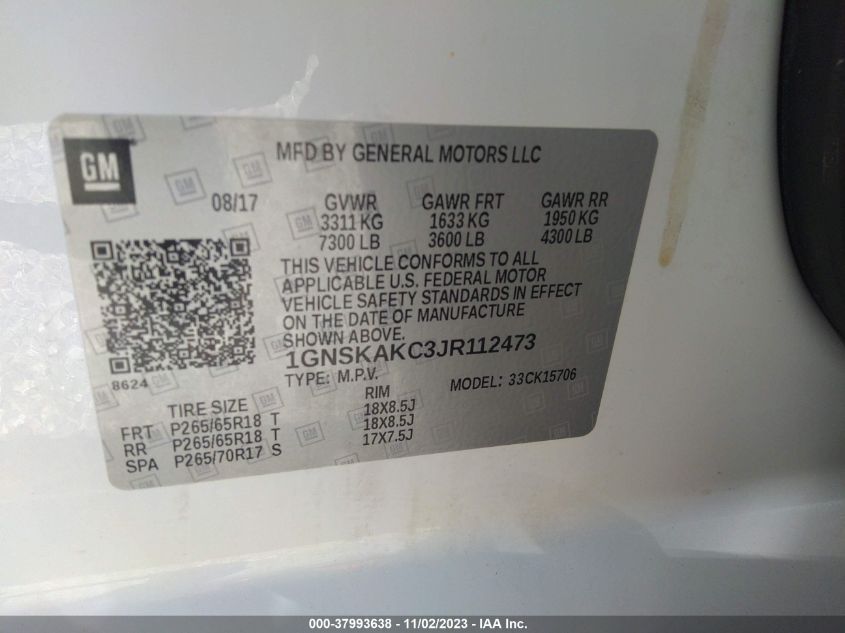 GM
MFD BY GENERAL MOTORS LLC
08/17 GVWR GAWR FRT GAWR RR
3311 KG 1633 KG 1950 KG
7300 LB 3600 LB 4300 LB
THIS VEHICLE CONFORMS TO ALL
APPLICABLE U.S. FEDERAL MOTOR
VEHICLE SAFETY STANDARDS IN EFFECT
ON THE DATE OF MANUFACTURE
SHOWN ABOVE.
1GNSKAKC3JR112473
8624 TYPE: M.P.V. MODEL: 33CK15706
TIRE SIZE RIM
FRT P265/65R18 T 18X8.5J
RR P265/65R18 T 18X8.5J
SPA P265/70R17 S 17X7.5J
000-37993638 - 11/02/2023 - IAA Inc.